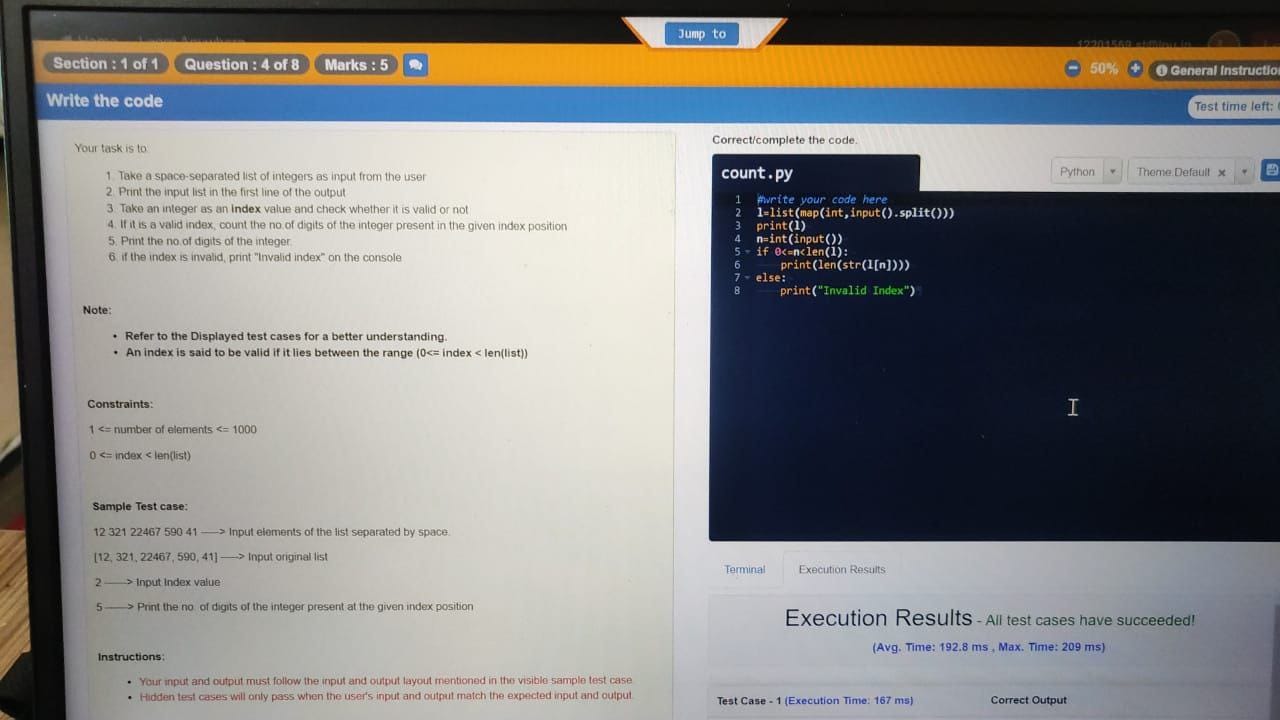 Jump to
Section : 1 of 1 Question : 4 of 8 Marks : 5
50% General Instructio
Write the code
Test time left:
Your task is to:
1. Take a space-separated list of integers as input from the user
2. Print the input list in the first line of the output
3. Take an integer as an index value and check whether it is valid or not
4. If it is a valid index, count the no.of digits of the integer present in the given index position
5. Print the no.of digits of the integer.
6. if the index is invalid, print "Invalid index" on the console
Note:
• Refer to the Displayed test cases for a better understanding.
• An index is said to be valid if it lies between the range (0<= index < len(list))
Constraints:
1 <= number of elements <= 1000
0 <= index < len(list)
Sample Test case:
12 321 22467 590 41 ----> Input elements of the list separated by space.
[12, 321, 22467, 590, 41] ----> Input original list
2 ----> Input Index value
5 ----> Print the no. of digits of the integer present at the given index position
Instructions:
• Your input and output must follow the input and output layout mentioned in the visible sample test case.
• Hidden test cases will only pass when the user's input and output match the expected input and output.
Correct/complete the code.
count.py
Python Theme:Default x
1 #write your code here
2 l=list(map(int,input().split()))
3 print(l)
4 n=int(input())
5 if 0<=n<len(l):
6 print(len(str(l[n])))
7 else:
8 print("Invalid Index")
Terminal Execution Results
Execution Results - All test cases have succeeded!
(Avg. Time: 192.8 ms , Max. Time: 209 ms)
Test Case - 1 (Execution Time: 167 ms) Correct Output